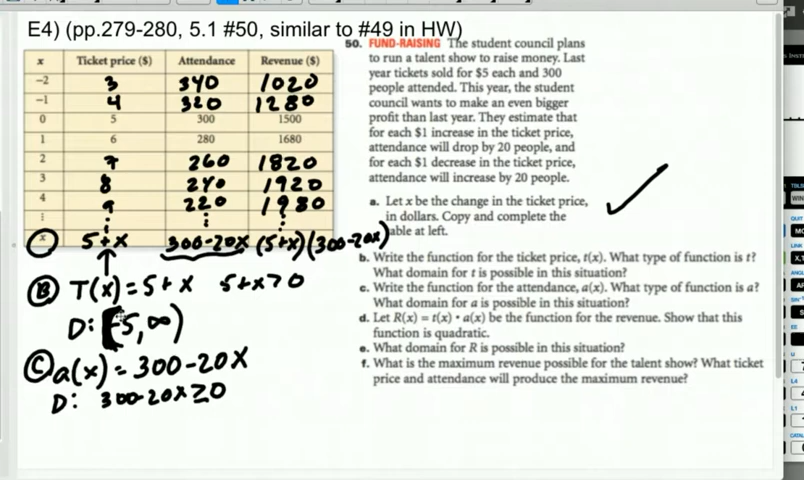 E4) (pp.279-280, 5.1 #50, similar to #49 in HW)
x Ticket price ($) Attendance Revenue ($)
-2 3 340 1020
-1 4 320 1280
0 5 300 1500
1 6 280 1680
2 7 260 1820
3 8 240 1920
4 9 220 1980
⋮ ⋮ ⋮ ⋮
x 5+x 300-20x (5+x)(300-20x)
B T(x) = 5+x 5+x≥0
D: [-5, ∞)
C a(x) = 300-20x
D: 300-20x≥0
50. FUND-RAISING The student council plans
to run a talent show to raise money. Last
year tickets sold for $5 each and 300
people attended. This year, the student
council wants to make an even bigger
profit than last year. They estimate that
for each $1 increase in the ticket price,
attendance will drop by 20 people, and
for each $1 decrease in the ticket price,
attendance will increase by 20 people.
a. Let x be the change in the ticket price,
in dollars. Copy and complete the
able at left.
b. Write the function for the ticket price, t(x). What type of function is t?
What domain for t is possible in this situation?
c. Write the function for the attendance, a(x). What type of function is a?
What domain for a is possible in this situation?
d. Let R(x) = t(x) • a(x) be the function for the revenue. Show that this
function is quadratic.
e. What domain for R is possible in this situation?
f. What is the maximum revenue possible for the talent show? What ticket
price and attendance will produce the maximum revenue?
QUIT